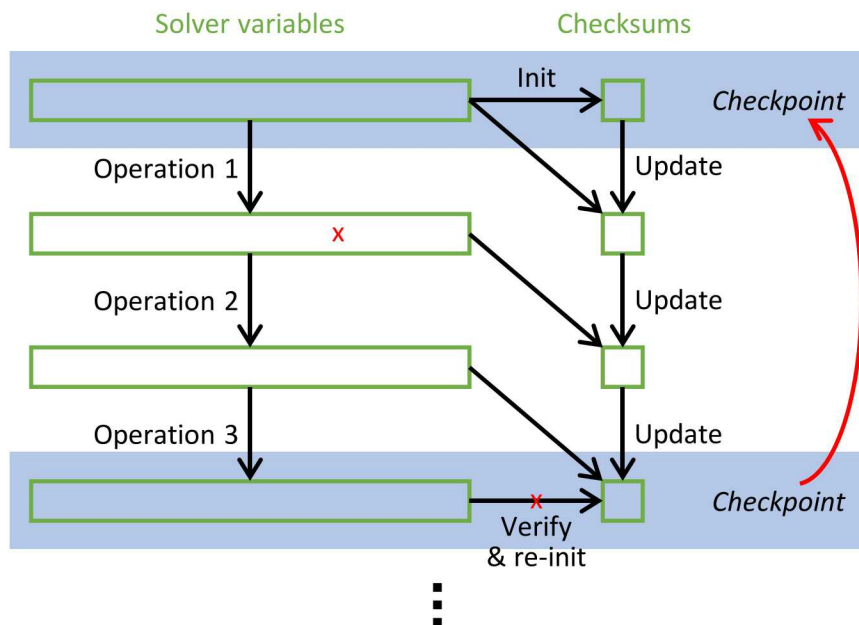 Solver variables
Checksums
Init
Checkpoint
Operation 1
Update
x
Operation 2
Update
Operation 3
Update
x
Checkpoint
Verify
& re-init